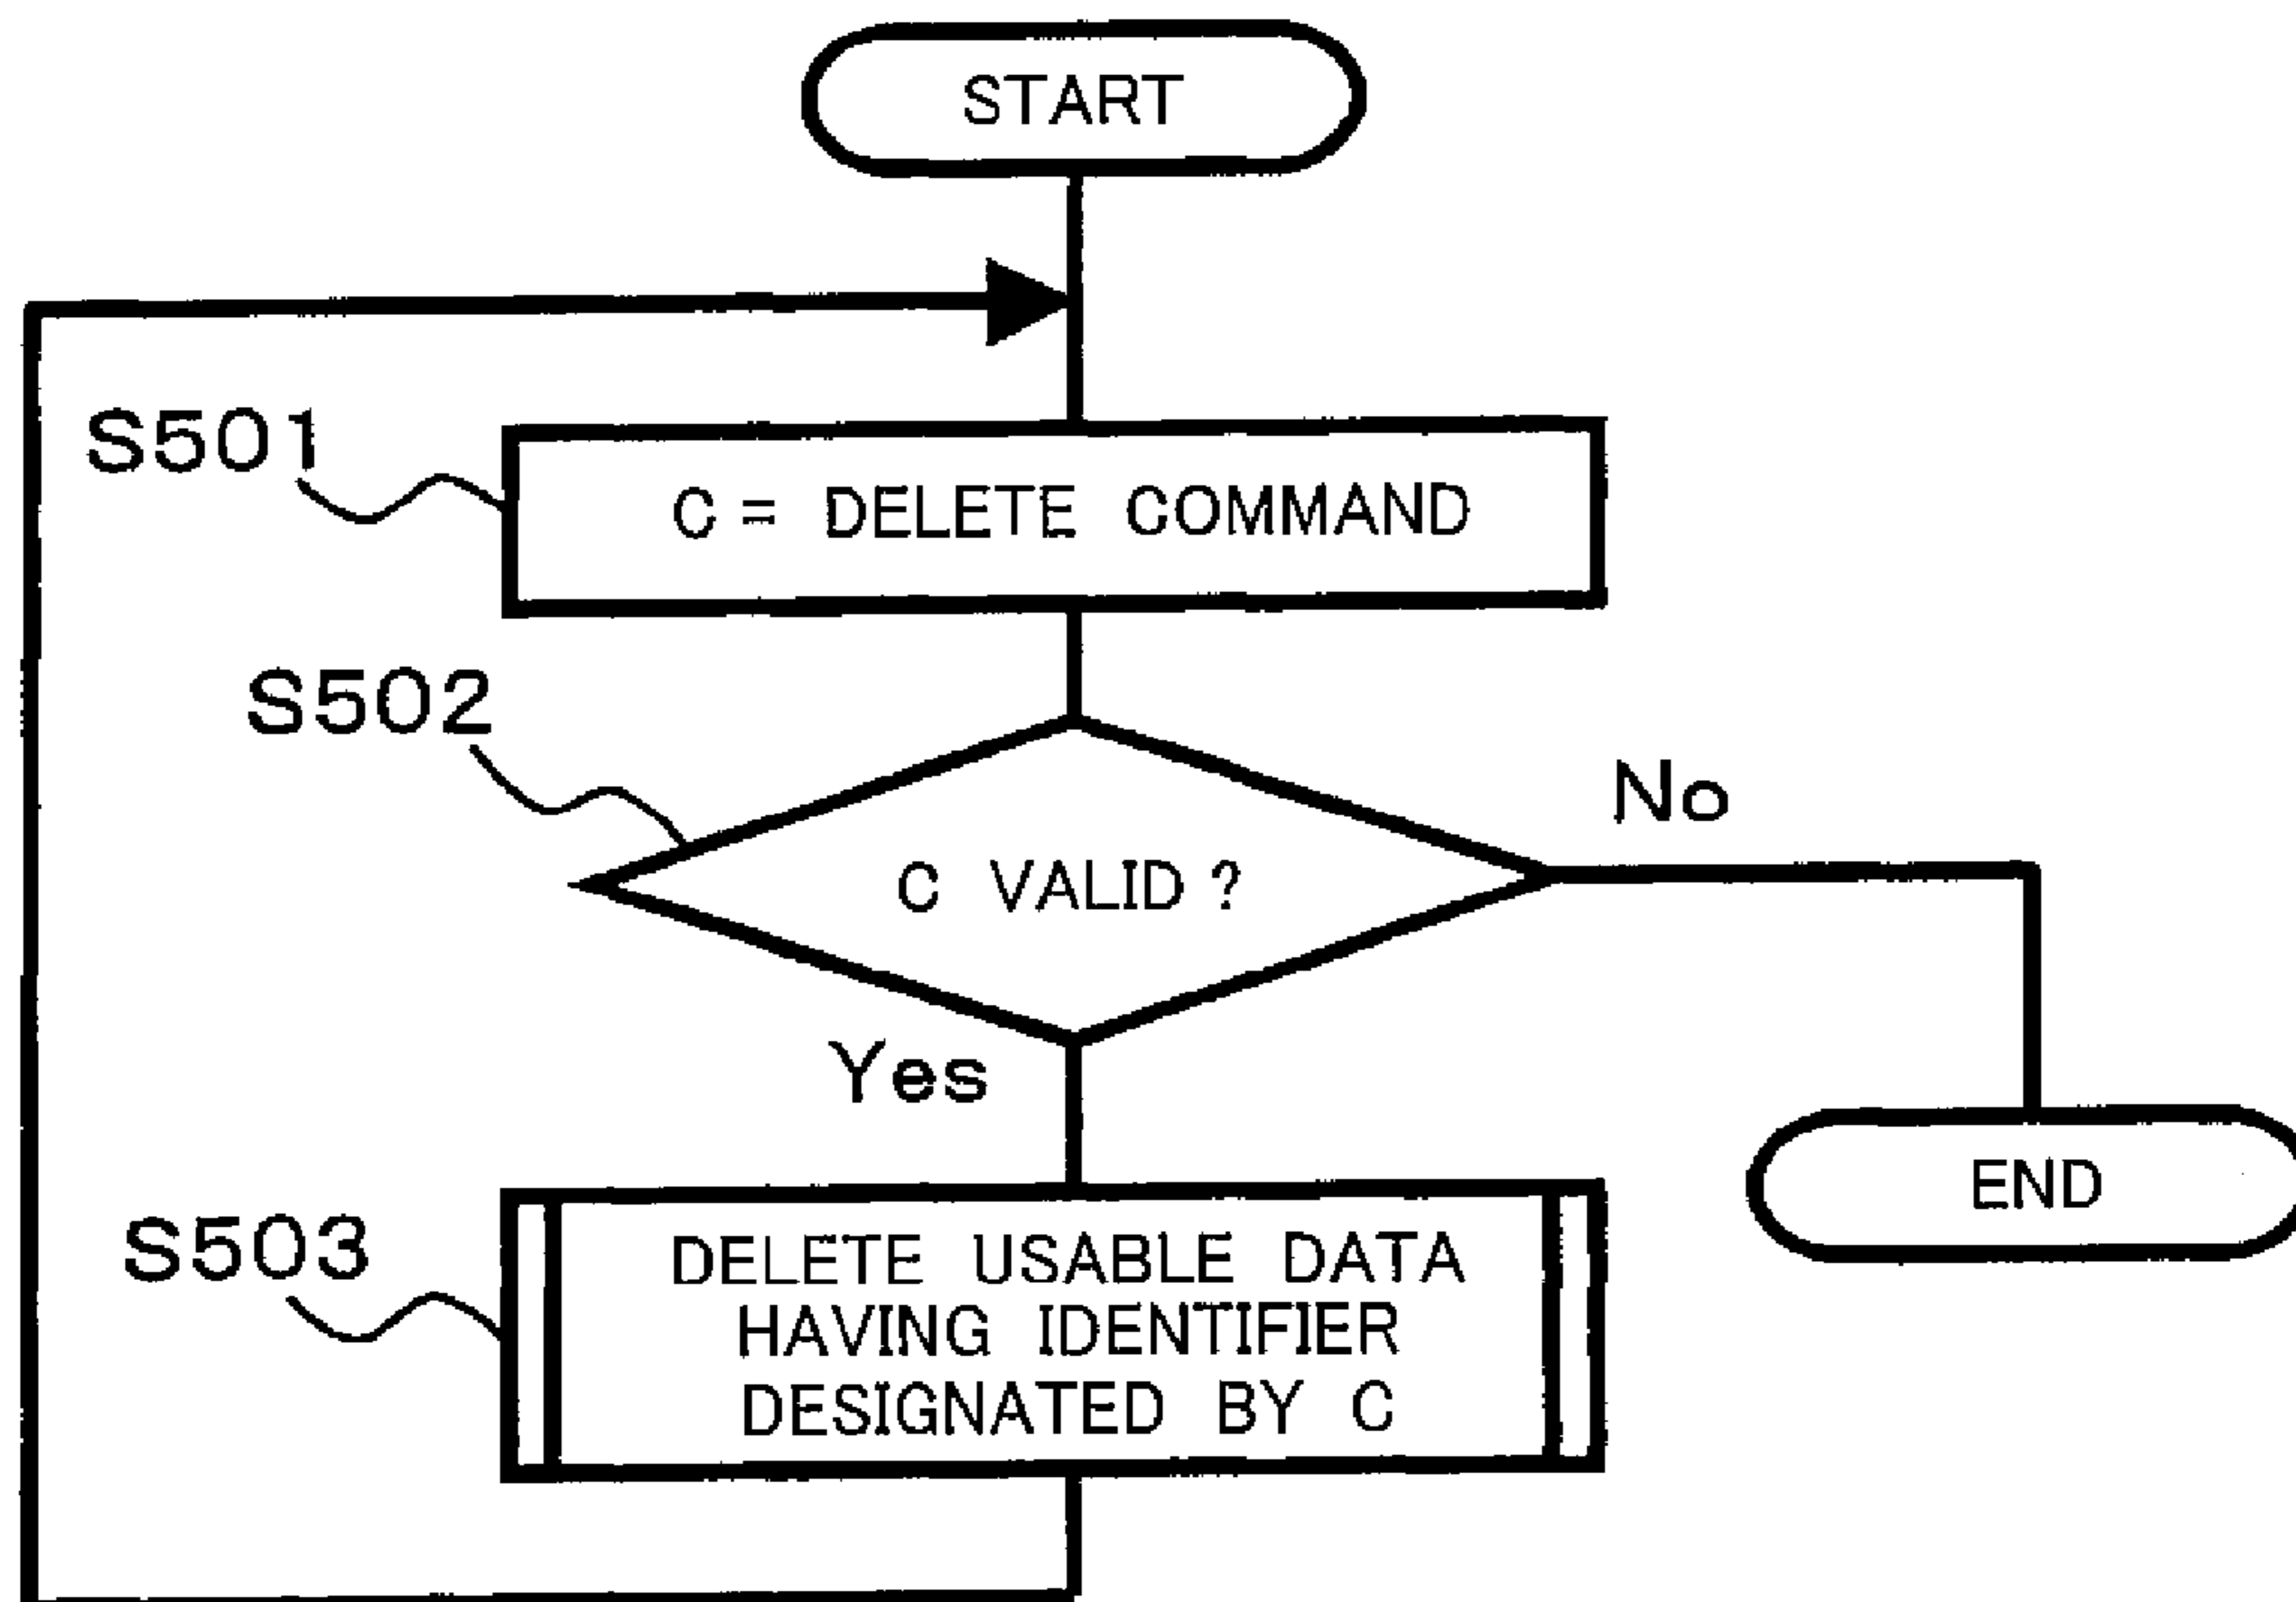 START
S501
C = DELETE COMMAND
S502
No
C VALID ?
Yes
END
S503
DELETE USABLE DATA
HAVING IDENTIFIER
DESIGNATED BY C